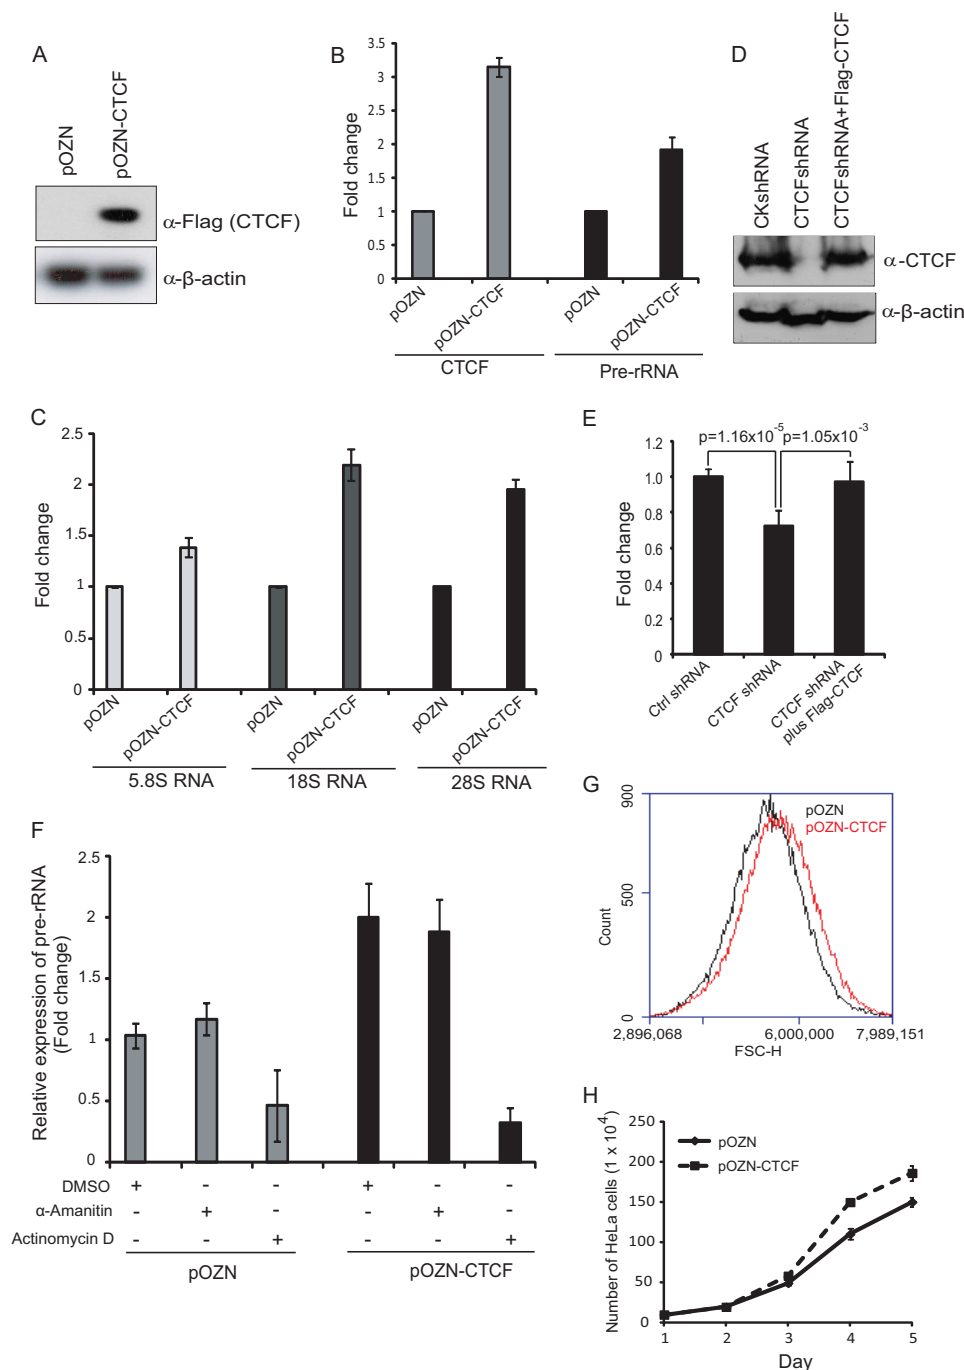 A
pOZN
pOZN-CTCF
α-Flag (CTCF)
α-β-actin
B
Fold change
3.5
3
2.5
2
1.5
1
0.5
0
pOZN
pOZN-CTCF
pOZN
pOZN-CTCF
CTCF
Pre-rRNA
D
CKshRNA
CTCFshRNA
CTCFshRNA+Flag-CTCF
α-CTCF
α-β-actin
C
Fold change
2.5
2
1.5
1
0.5
0
pOZN
pOZN-CTCF
pOZN
pOZN-CTCF
pOZN
pOZN-CTCF
5.8S RNA
18S RNA
28S RNA
E
p=1.16x10-5
p=1.05x10-3
Fold change
1.2
1.0
0.8
0.6
0.4
0.2
0
Ctrl shRNA
CTCF shRNA
CTCF shRNA
plus Flag-CTCF
F
Relative expression of pre-rRNA
(Fold change)
2.5
2
1.5
1
0.5
0
DMSO + - - + - -
α-Amanitin - + - - + -
Actinomycin D - - + - - +
pOZN
pOZN-CTCF
G
Count
900
500
0
pOZN
pOZN-CTCF
2,896,068
6,000,000
7,989,151
FSC-H
H
Number of HeLa cells (1 x 104)
250
200
150
100
50
0
pOZN
pOZN-CTCF
1 2 3 4 5
Day